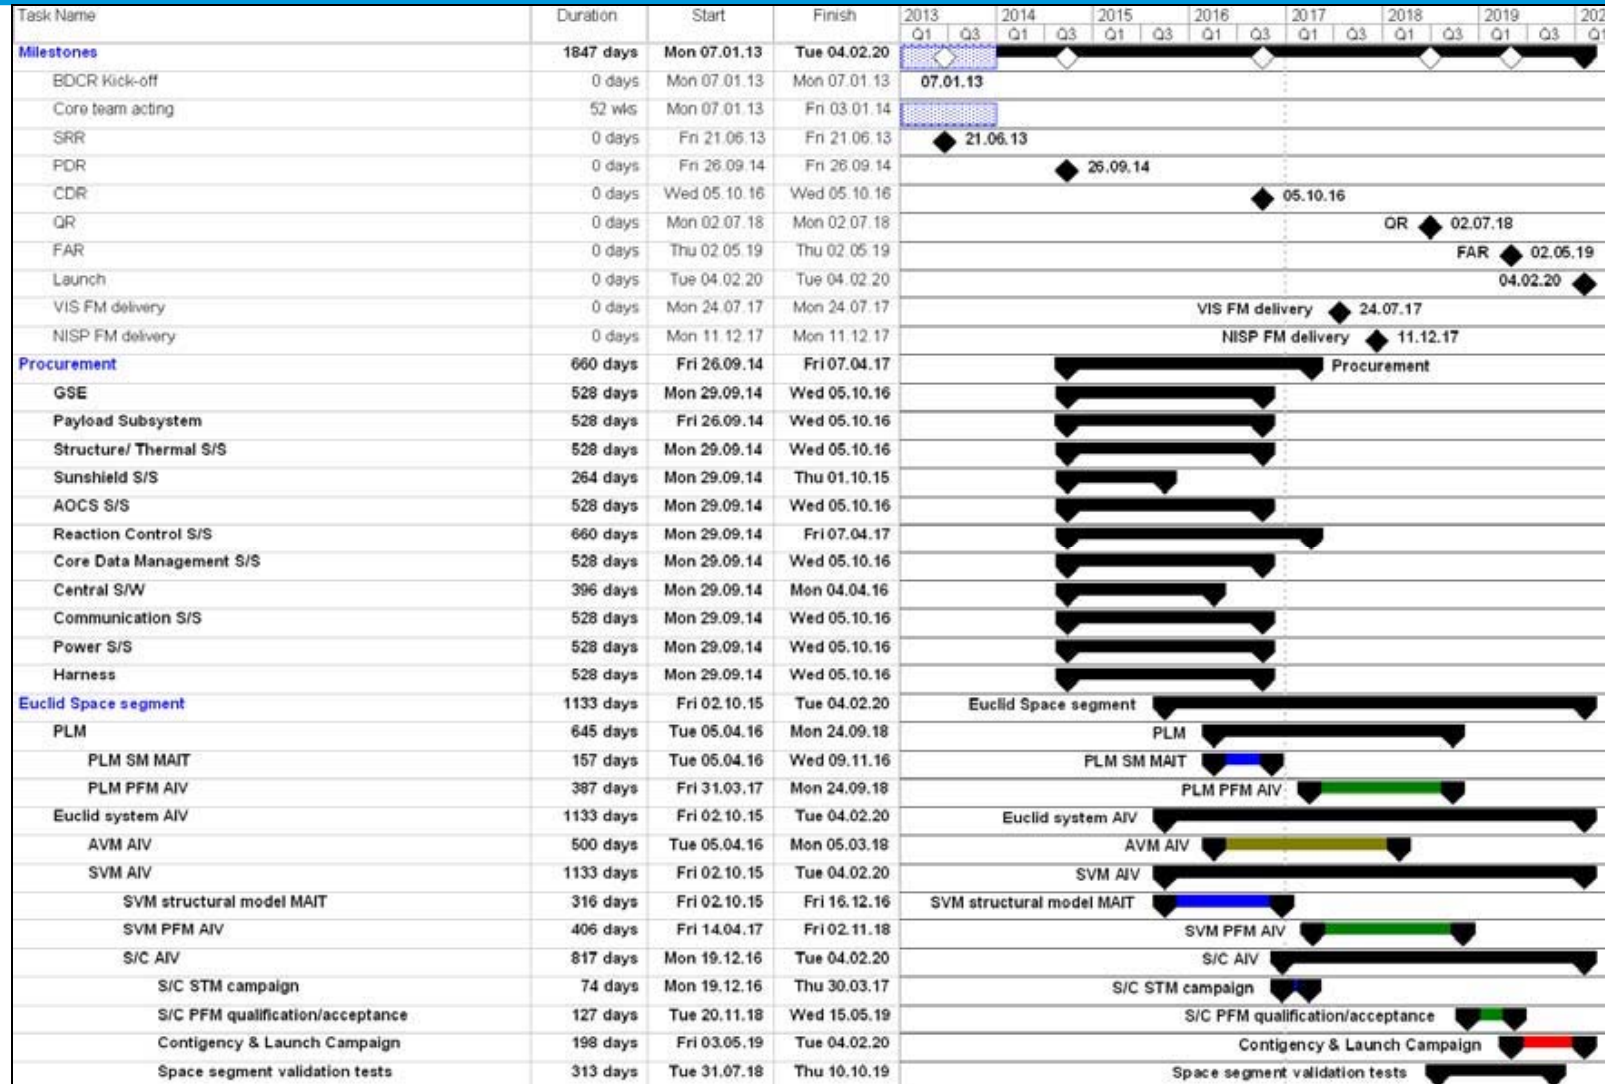 Task Name Duration Start Finish 2013 2014 2015 2016 2017 2018 2019 202
Q1 Q3 Q1 Q3 Q1 Q3 Q1 Q3 Q1 Q3 Q1 Q3 Q1 Q3 Q1
Milestones 1847 days Mon 07.01.13 Tue 04.02.20
BDCR Kick-off 0 days Mon 07.01.13 Mon 07.01.13 07.01.13
Core team acting 52 wks Mon 07.01.13 Fri 03.01.14
SRR 0 days Fri 21.06.13 Fri 21.06.13 21.06.13
PDR 0 days Fri 26.09.14 Fri 26.09.14 26.09.14
CDR 0 days Wed 05.10.16 Wed 05.10.16 05.10.16
QR 0 days Mon 02.07.18 Mon 02.07.18 QR 02.07.18
FAR 0 days Thu 02.05.19 Thu 02.05.19 FAR 02.05.19
Launch 0 days Tue 04.02.20 Tue 04.02.20 04.02.20
VIS FM delivery 0 days Mon 24.07.17 Mon 24.07.17 VIS FM delivery 24.07.17
NISP FM delivery 0 days Mon 11.12.17 Mon 11.12.17 NISP FM delivery 11.12.17
Procurement 660 days Fri 26.09.14 Fri 07.04.17 Procurement
GSE 528 days Mon 29.09.14 Wed 05.10.16
Payload Subsystem 528 days Fri 26.09.14 Wed 05.10.16
Structure/ Thermal S/S 528 days Mon 29.09.14 Wed 05.10.16
Sunshield S/S 264 days Mon 29.09.14 Thu 01.10.15
AOCS S/S 528 days Mon 29.09.14 Wed 05.10.16
Reaction Control S/S 660 days Mon 29.09.14 Fri 07.04.17
Core Data Management S/S 528 days Mon 29.09.14 Wed 05.10.16
Central S/W 396 days Mon 29.09.14 Mon 04.04.16
Communication S/S 528 days Mon 29.09.14 Wed 05.10.16
Power S/S 528 days Mon 29.09.14 Wed 05.10.16
Harness 528 days Mon 29.09.14 Wed 05.10.16
Euclid Space segment 1133 days Fri 02.10.15 Tue 04.02.20 Euclid Space segment
PLM 645 days Tue 05.04.16 Mon 24.09.18 PLM
PLM SM MAIT 157 days Tue 05.04.16 Wed 09.11.16 PLM SM MAIT
PLM PFM AIV 387 days Fri 31.03.17 Mon 24.09.18 PLM PFM AIV
Euclid system AIV 1133 days Fri 02.10.15 Tue 04.02.20 Euclid system AIV
AVM AIV 500 days Tue 05.04.16 Mon 05.03.18 AVM AIV
SVM AIV 1133 days Fri 02.10.15 Tue 04.02.20 SVM AIV
SVM structural model MAIT 316 days Fri 02.10.15 Fri 16.12.16 SVM structural model MAIT
SVM PFM AIV 406 days Fri 14.04.17 Fri 02.11.18 SVM PFM AIV
S/C AIV 817 days Mon 19.12.16 Tue 04.02.20 S/C AIV
S/C STM campaign 74 days Mon 19.12.16 Thu 30.03.17 S/C STM campaign
S/C PFM qualification/acceptance 127 days Tue 20.11.18 Wed 15.05.19 S/C PFM qualification/acceptance
Contigency & Launch Campaign 198 days Fri 03.05.19 Tue 04.02.20 Contigency & Launch Campaign
Space segment validation tests 313 days Tue 31.07.18 Thu 10.10.19 Space segment validation tests